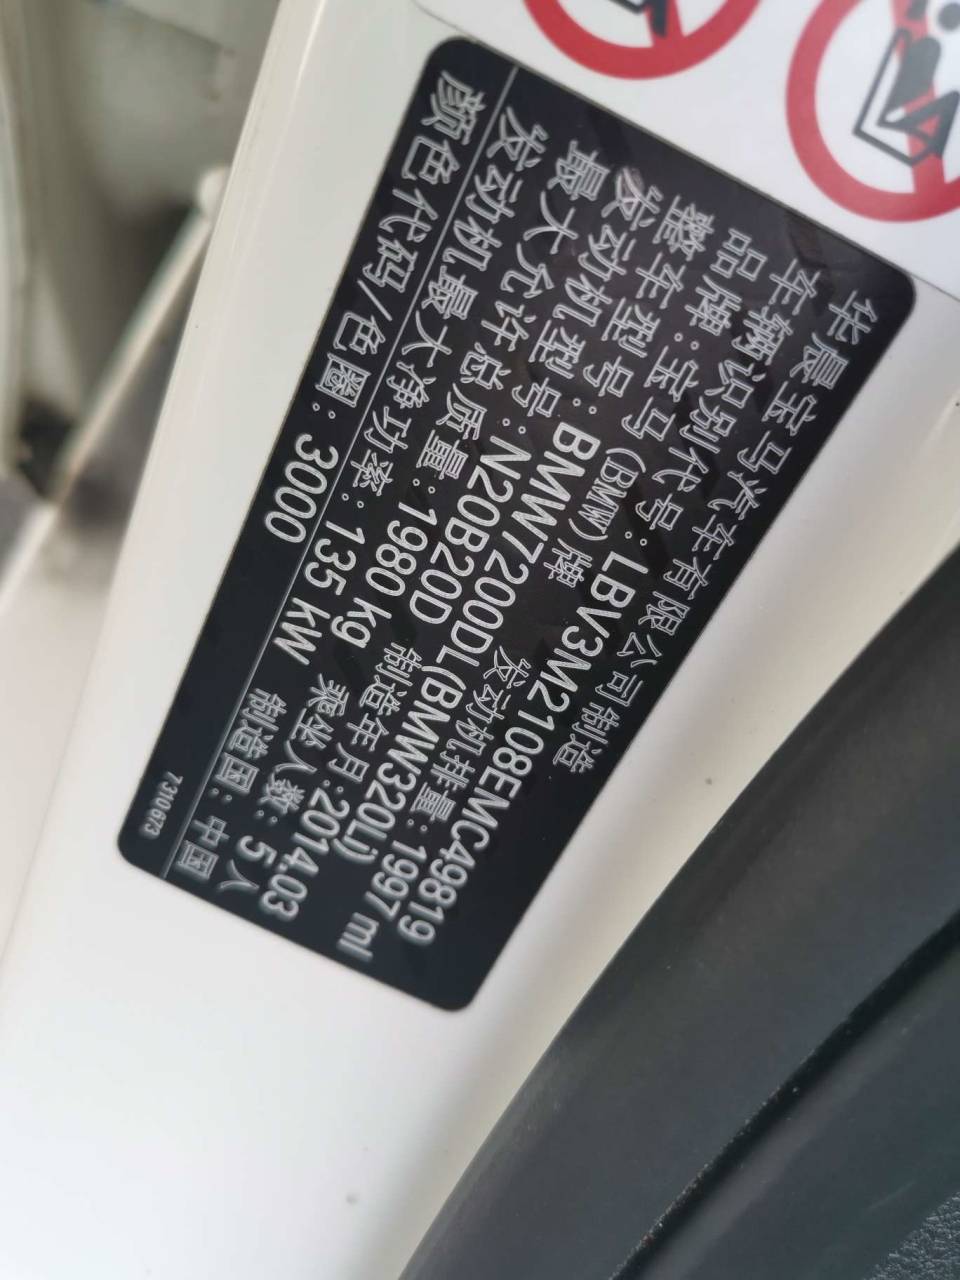 华晨宝马汽车有限公司制造
车辆识别代号: LBV3M2108EMC49819
品牌: 宝马 (BMW) 牌 发动机排量: 1997 ml
整车型号: BMW7200DL(BMW320Li)
发动机型号: N20B20D 制造年月: 2014.03
最大允许总质量: 1980 kg 乘坐人数: 5 人
发动机最大净功率: 135 kW 制造国: 中国
颜色代码/色圈: 3000
7310673